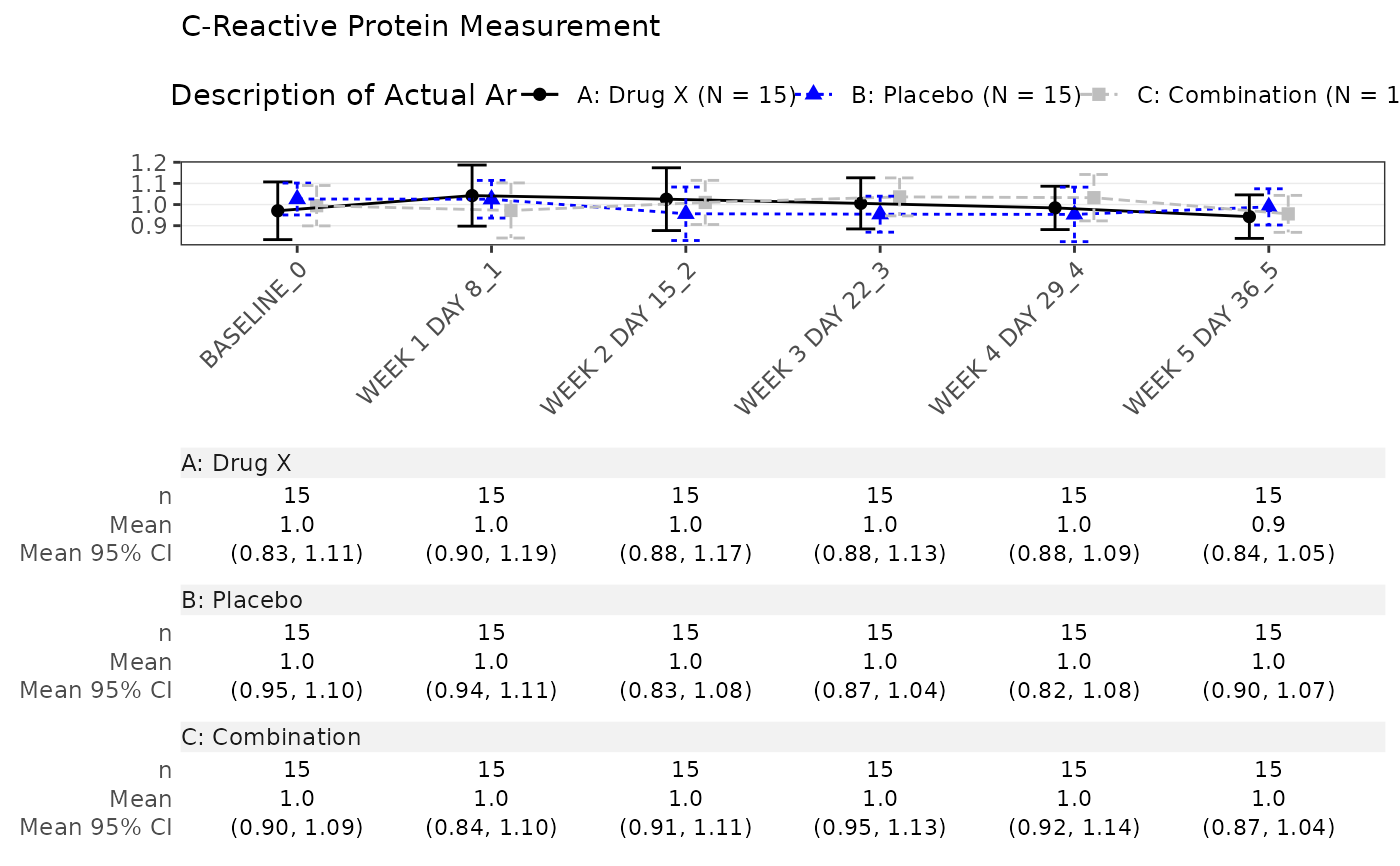 C-Reactive Protein Measurement
Description of Actual Ar A: Drug X (N = 15) B: Placebo (N = 15) C: Combination (N = 1
1.2
1.1
1.0
0.9
BASELINE_0 WEEK 1 DAY 8_1 WEEK 2 DAY 15_2 WEEK 3 DAY 22_3 WEEK 4 DAY 29_4 WEEK 5 DAY 36_5
A: Drug X
n 15 15 15 15 15 15
Mean 1.0 1.0 1.0 1.0 1.0 0.9
Mean 95% CI (0.83, 1.11) (0.90, 1.19) (0.88, 1.17) (0.88, 1.13) (0.88, 1.09) (0.84, 1.05)
B: Placebo
n 15 15 15 15 15 15
Mean 1.0 1.0 1.0 1.0 1.0 1.0
Mean 95% CI (0.95, 1.10) (0.94, 1.11) (0.83, 1.08) (0.87, 1.04) (0.82, 1.08) (0.90, 1.07)
C: Combination
n 15 15 15 15 15 15
Mean 1.0 1.0 1.0 1.0 1.0 1.0
Mean 95% CI (0.90, 1.09) (0.84, 1.10) (0.91, 1.11) (0.95, 1.13) (0.92, 1.14) (0.87, 1.04)